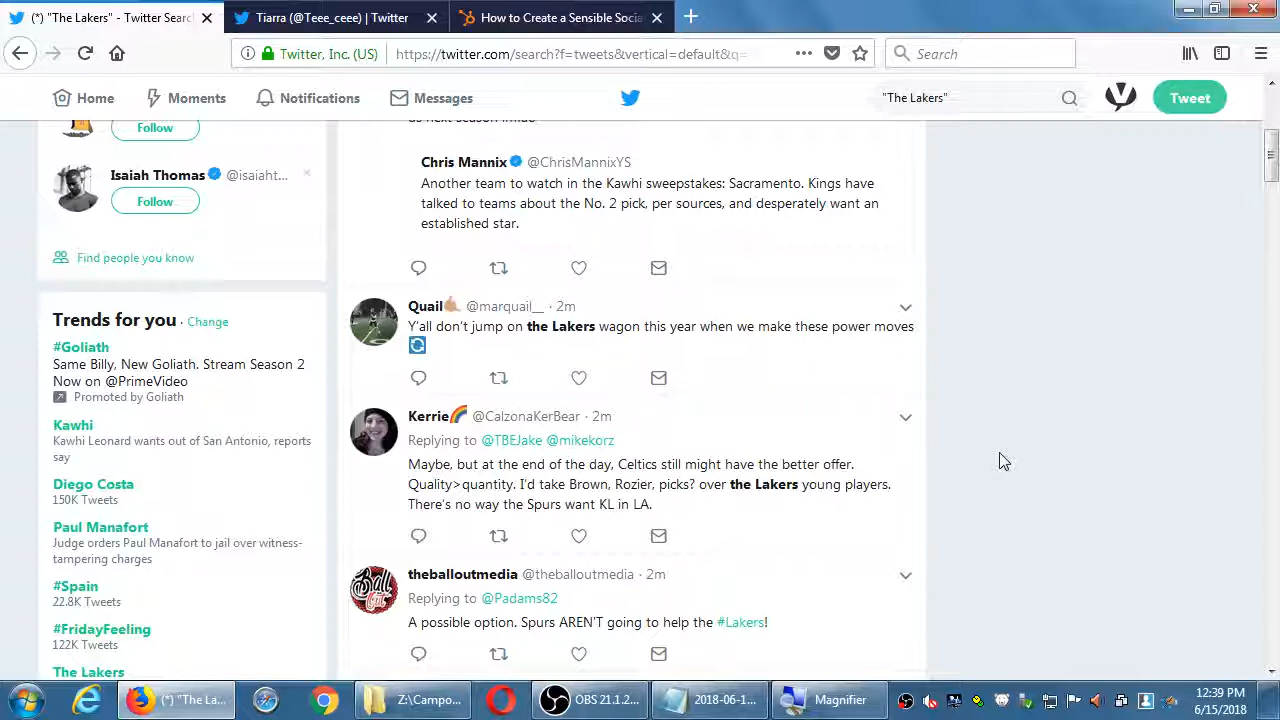 (*) "The Lakers" - Twitter Searc
Tiarra (@Teee_ceee) | Twitter
How to Create a Sensible Socia
Twitter, Inc. (US)
https://twitter.com/search?f=tweets&vertical=default&q=
Search
Home
Moments
Notifications
Messages
"The Lakers"
Tweet
Follow
Isaiah Thomas @isaiaht...
Follow
Find people you know
Trends for you · Change
#Goliath
Same Billy, New Goliath. Stream Season 2
Now on @PrimeVideo
Promoted by Goliath
Kawhi
Kawhi Leonard wants out of San Antonio, reports
say
Diego Costa
150K Tweets
Paul Manafort
Judge orders Paul Manafort to jail over witness-
tampering charges
#Spain
22.8K Tweets
#FridayFeeling
122K Tweets
The Lakers
Chris Mannix @ChrisMannixYS
Another team to watch in the Kawhi sweepstakes: Sacramento. Kings have
talked to teams about the No. 2 pick, per sources, and desperately want an
established star.
Quail @marquail__ · 2m
Y'all don't jump on the Lakers wagon this year when we make these power moves
Kerrie @CalzonaKerBear · 2m
Replying to @TBEJake @mikekorz
Maybe, but at the end of the day, Celtics still might have the better offer.
Quality>quantity. I'd take Brown, Rozier, picks? over the Lakers young players.
There's no way the Spurs want KL in LA.
theballoutmedia @theballoutmedia · 2m
Replying to @Padams82
A possible option. Spurs AREN'T going to help the #Lakers!
(*) "The La...
Z:\Campo...
OBS 21.1.2...
2018-06-1...
Magnifier
12:39 PM
6/15/2018